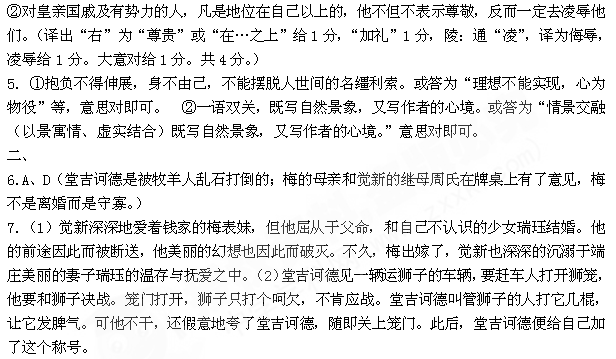 ②对皇亲国戚及有势力的人，凡是地位在自己以上的，他不但不表示尊敬，反而一定去凌辱他
们。（译出“右”为“尊贵”或“在…之上”给 1 分，“加礼”1 分，陵：通“凌”，译为侮辱，
凌辱给 1 分。大意对给 1 分。共 4 分。）
5. ①抱负不得伸展，身不由己，不能摆脱人世间的名缰利索。或答为“理想不能实现，心为
物役”等，意思对即可。 ②一语双关，既写自然景象，又写作者的心境。或答为“情景交融
（以景寓情、虚实结合）既写自然景象，又写作者的心境。”意思对即可。
二、
6.A、D（堂吉诃德是被牧羊人乱石打倒的；梅的母亲和觉新的继母周氏在牌桌上有了意见，梅
不是离婚而是守寡。）
7.（1）觉新深深地爱着钱家的梅表妹，但他屈从于父命，和自己不认识的少女瑞珏结婚。他
的前途因此而被断送，他美丽的幻想也因此而破灭。不久，梅出嫁了，觉新也深深的沉溺于端
庄美丽的妻子瑞珏的温存与抚爱之中。（2）堂吉诃德见一辆运狮子的车辆，要赶车人打开狮笼，
他要和狮子决战。笼门打开，狮子只打个呵欠，不肯应战。堂吉诃德叫管狮子的人打它几棍，
让它发脾气。可他不干，还假意地夸了堂吉诃德，随即关上笼门。此后，堂吉诃德便给自己加
了这个称号。